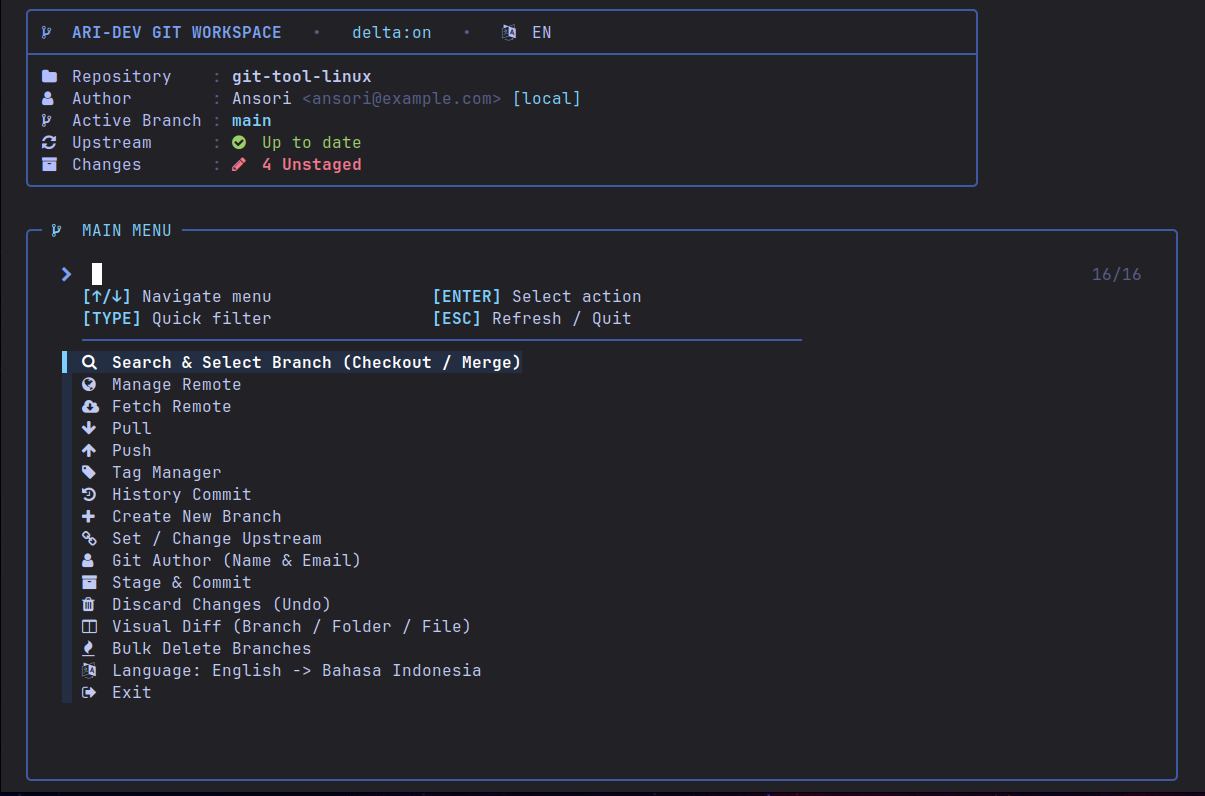 ARI-DEV GIT WORKSPACE • delta:on • EN
Repository : git-tool-linux
Author : Ansori <ansori@example.com> [local]
Active Branch : main
Upstream : Up to date
Changes : 4 Unstaged
MAIN MENU
> 16/16
[↑/↓] Navigate menu [ENTER] Select action
[TYPE] Quick filter [ESC] Refresh / Quit
Search & Select Branch (Checkout / Merge)
Manage Remote
Fetch Remote
Pull
Push
Tag Manager
History Commit
Create New Branch
Set / Change Upstream
Git Author (Name & Email)
Stage & Commit
Discard Changes (Undo)
Visual Diff (Branch / Folder / File)
Bulk Delete Branches
Language: English -> Bahasa Indonesia
Exit